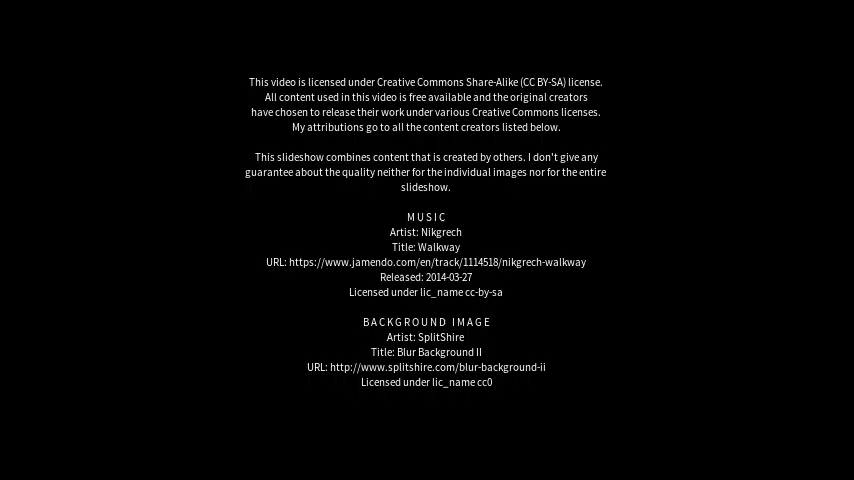 This video is licensed under Creative Commons Share-Alike (CC BY-SA) license.
All content used in this video is free available and the original creators
have chosen to release their work under various Creative Commons licenses.
My attributions go to all the content creators listed below.
This slideshow combines content that is created by others. I don't give any
guarantee about the quality neither for the individual images nor for the entire
slideshow.
M U S I C
Artist: Nikgrech
Title: Walkway
URL: https://www.jamendo.com/en/track/1114518/nikgrech-walkway
Released: 2014-03-27
Licensed under lic_name cc-by-sa
B A C K G R O U N D   I M A G E
Artist: SplitShire
Title: Blur Background II
URL: http://www.splitshire.com/blur-background-ii
Licensed under lic_name cc0